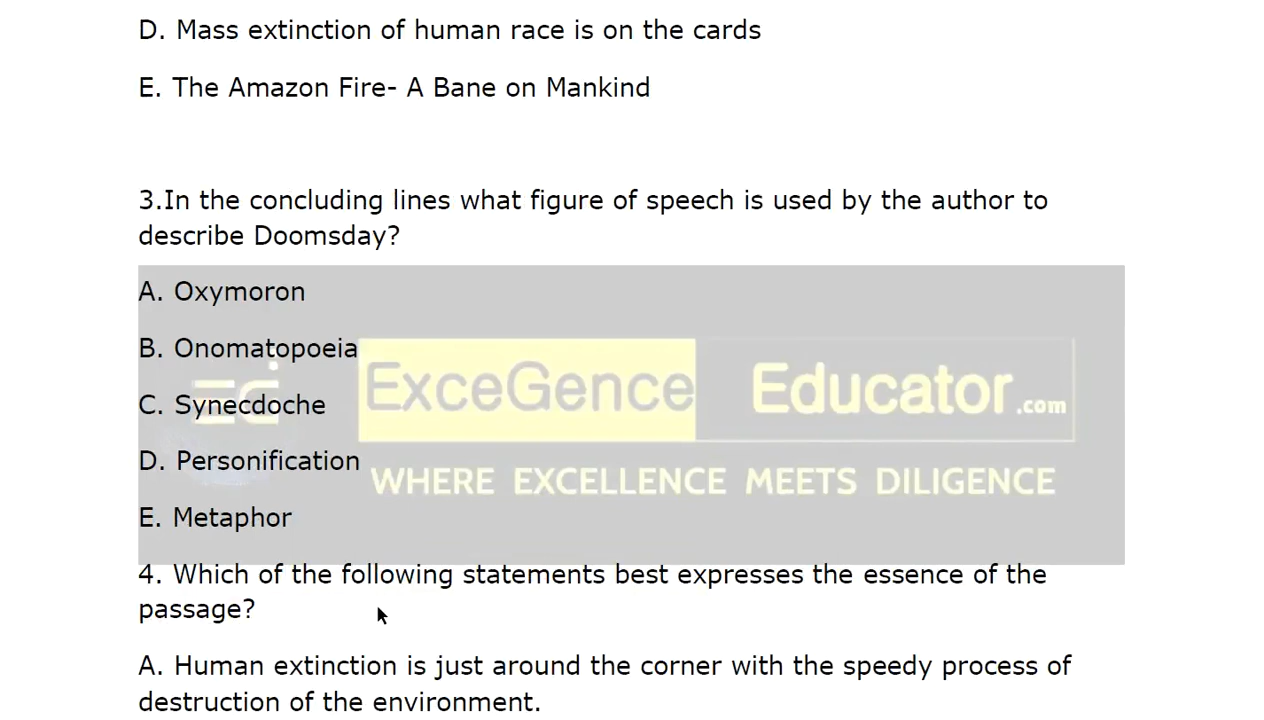 D. Mass extinction of human race is on the cards
E. The Amazon Fire- A Bane on Mankind
3.In the concluding lines what figure of speech is used by the author to
describe Doomsday?
A. Oxymoron
B. Onomatopoeia
C. Synecdoche
D. Personification
E. Metaphor
ExceGence Educator.com
WHERE EXCELLENCE MEETS DILIGENCE
4. Which of the following statements best expresses the essence of the
passage?
A. Human extinction is just around the corner with the speedy process of
destruction of the environment.